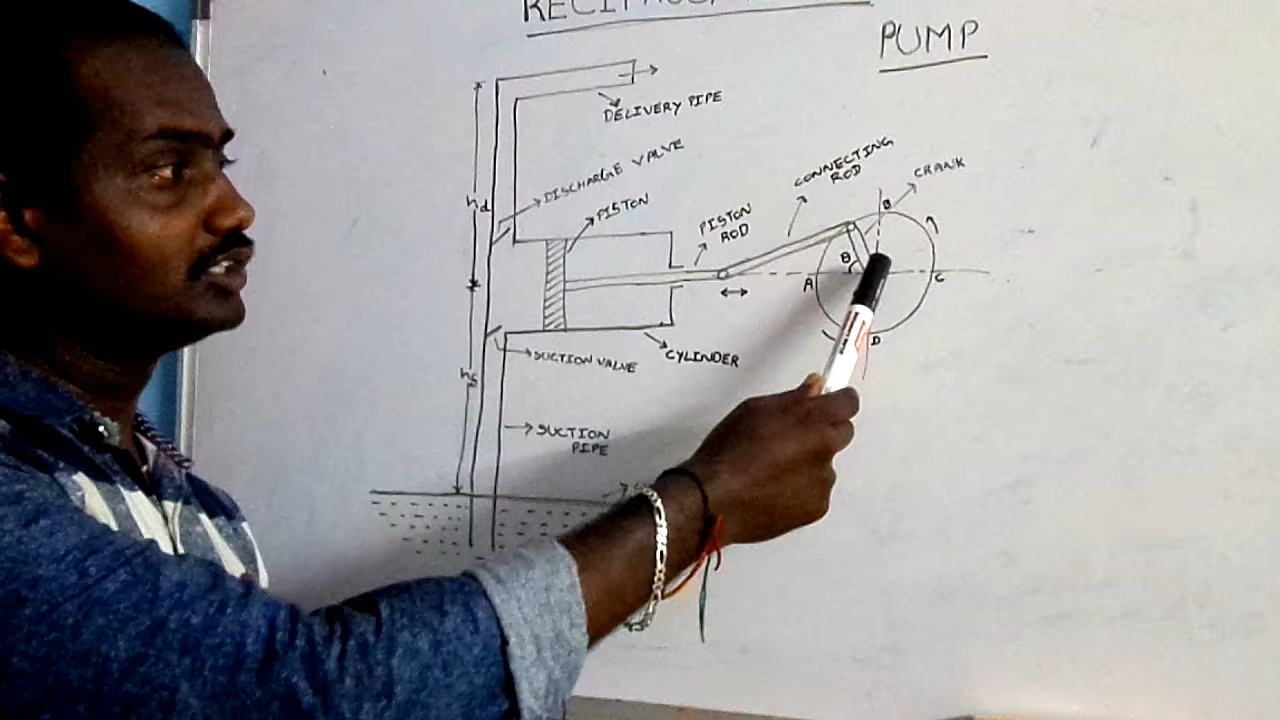 PUMP
DELIVERY PIPE
DISCHARGE VALVE
hd
PISTON
PISTON
ROD
CONNECTING
ROD
CRANK
B
θ
A
C
D
CYLINDER
SUCTION VALVE
hs
SUCTION
PIPE